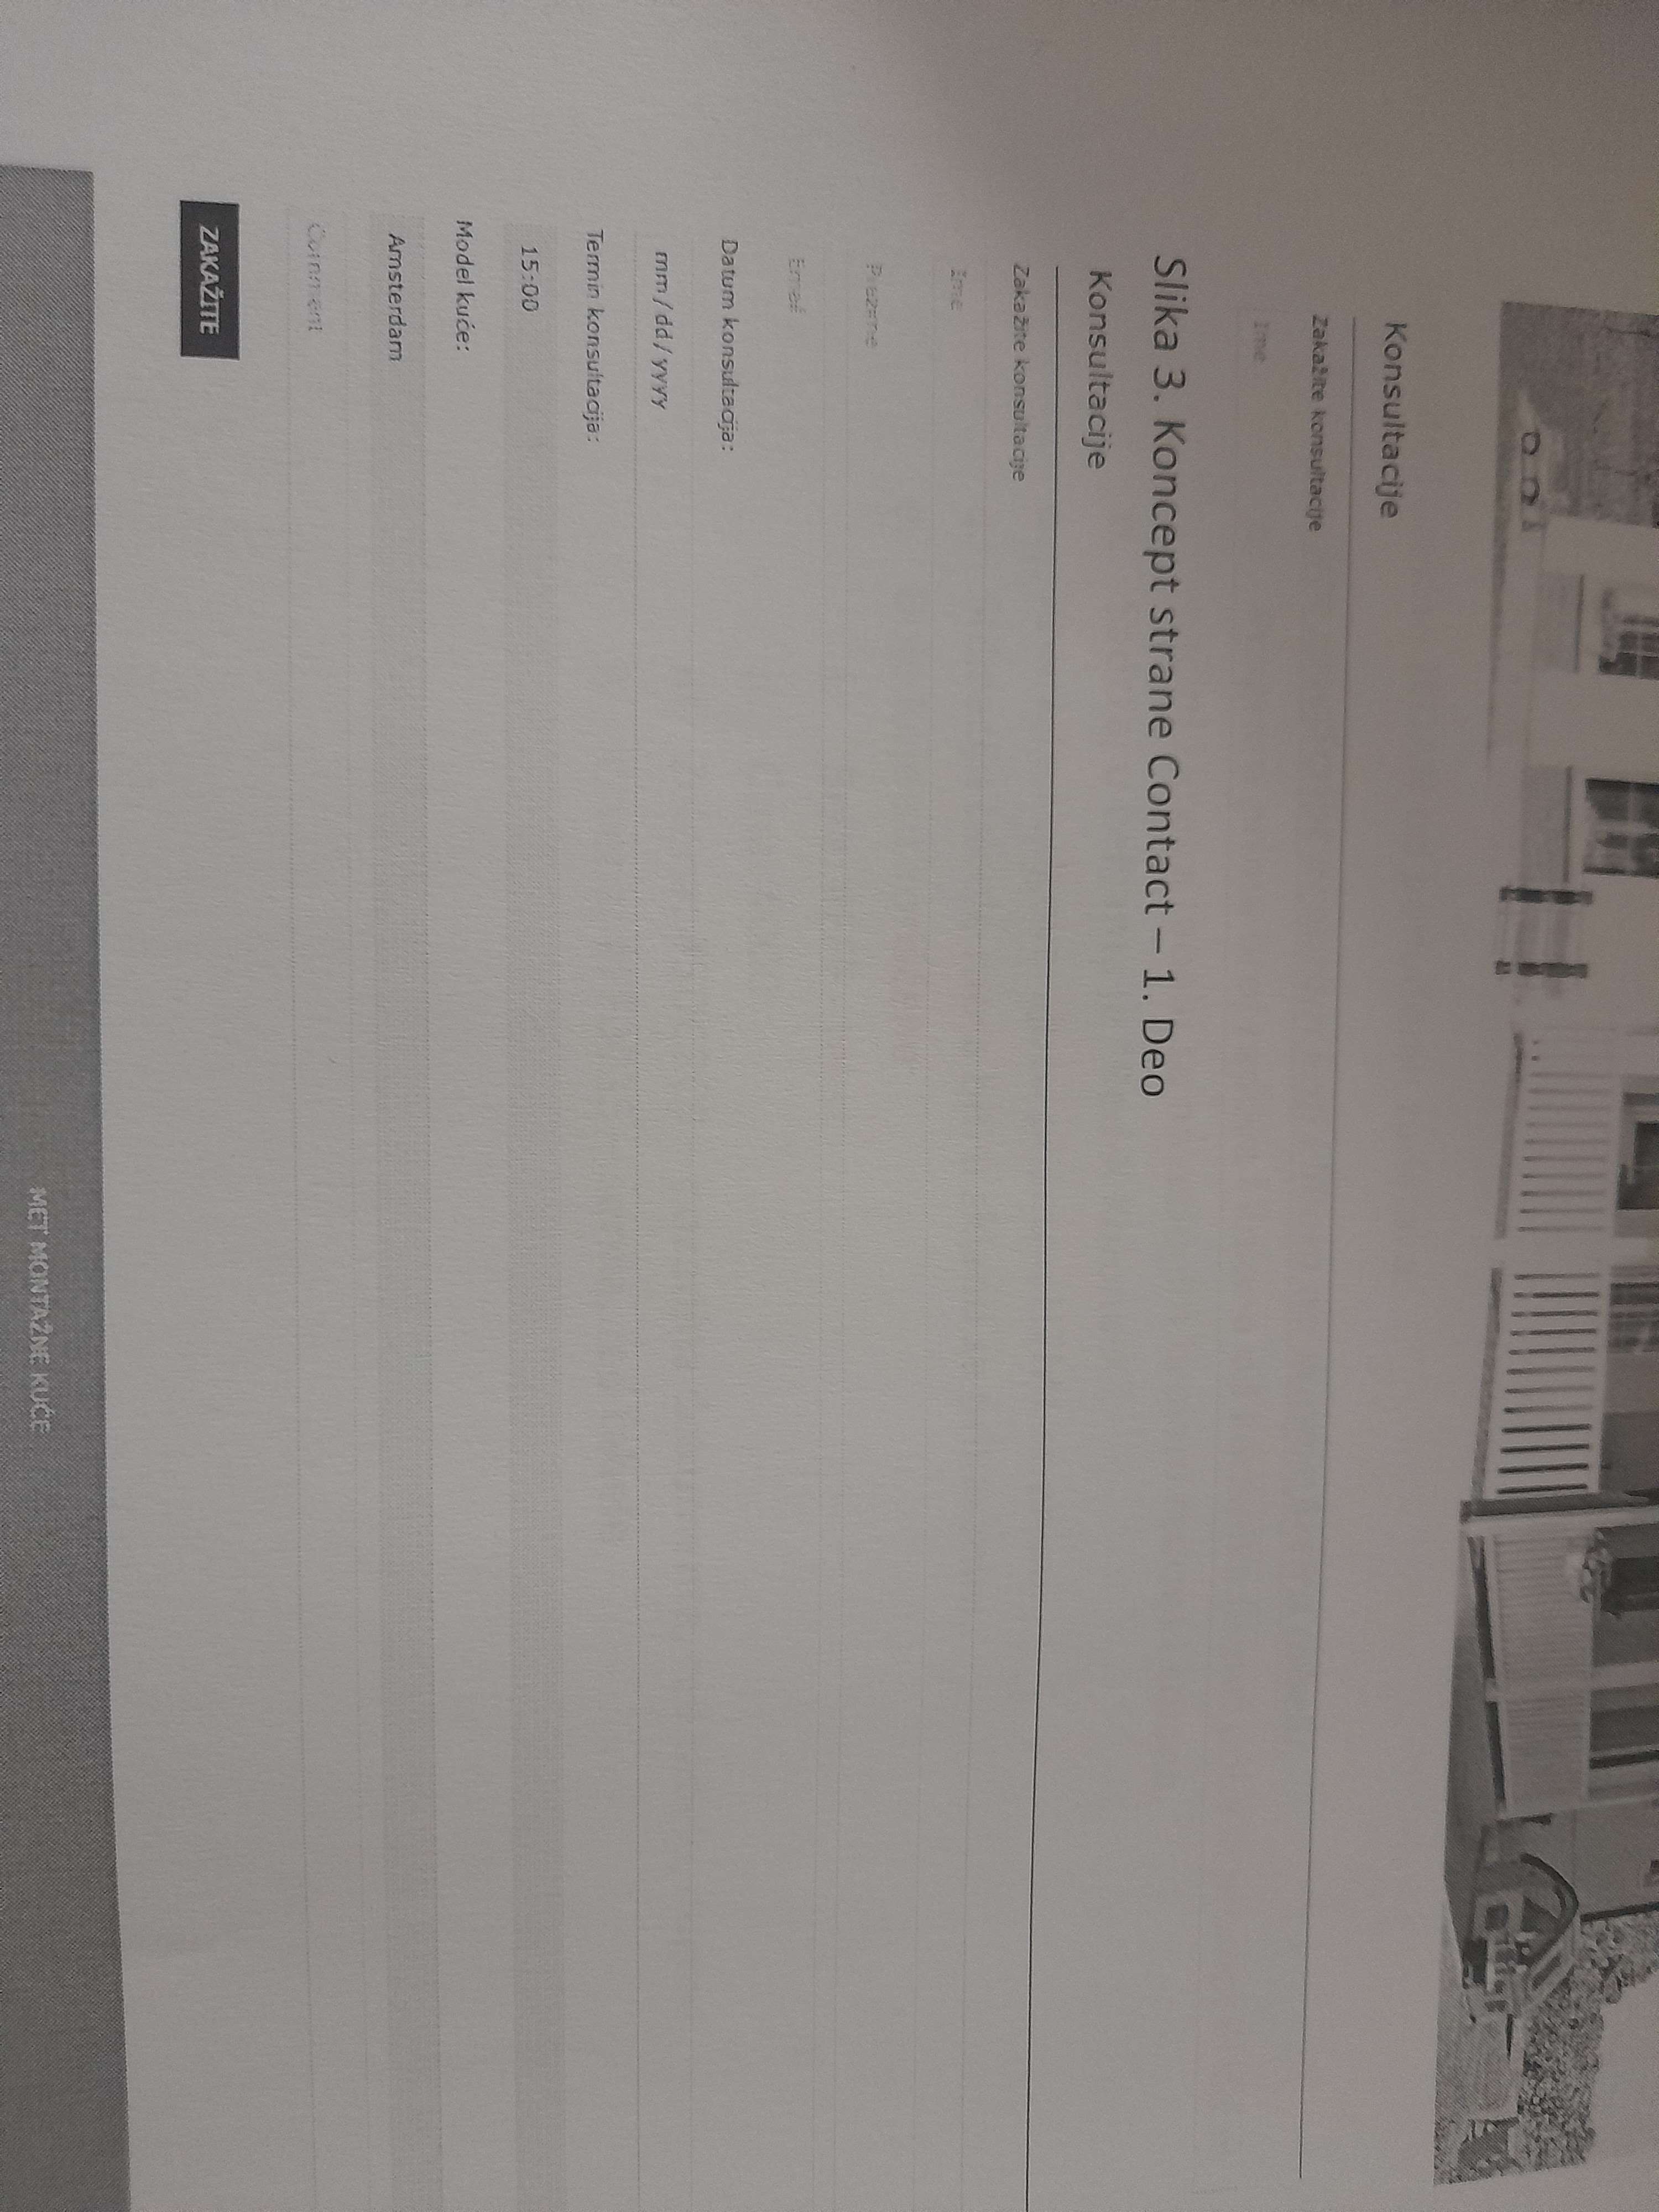 Konsultacije
Zakažite konsultacije
Ime
Slika 3. Koncept strane Contact – 1. Deo
Konsultacije
Zakažite konsultacije
Ime
Prezime
Email
Datum konsultacija:
mm / dd / yyyy
Termin konsultacija:
15:00
Model kuće:
Amsterdam
Comment
ZAKAŽITE
MET MONTAŽNE KUĆE